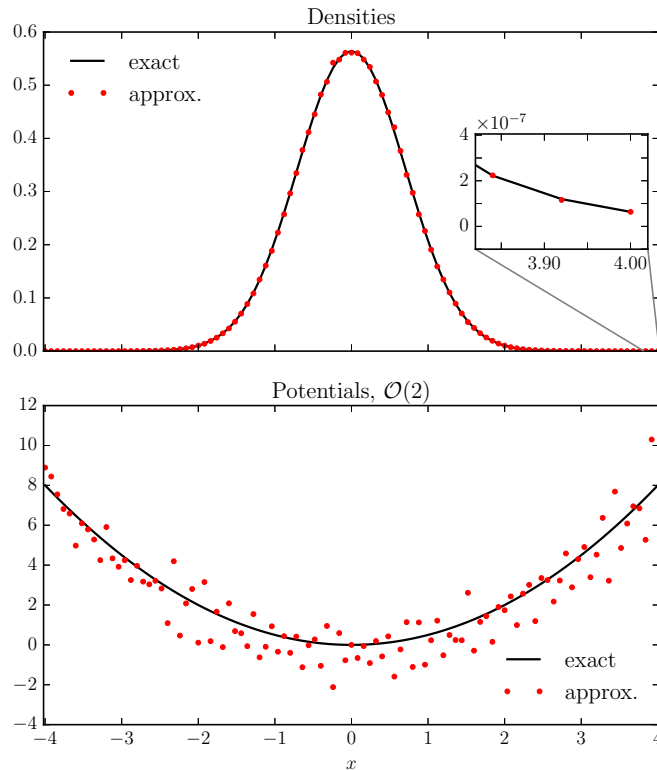 Densities
0.6
0.5
0.4
0.3
0.2
0.1
0.0
exact
approx.
×10⁻⁷
4
2
0
3.90 4.00
Potentials, 𝒪(2)
12
10
8
6
4
2
0
−2
−4
exact
approx.
−4 −3 −2 −1 0 1 2 3 4
x